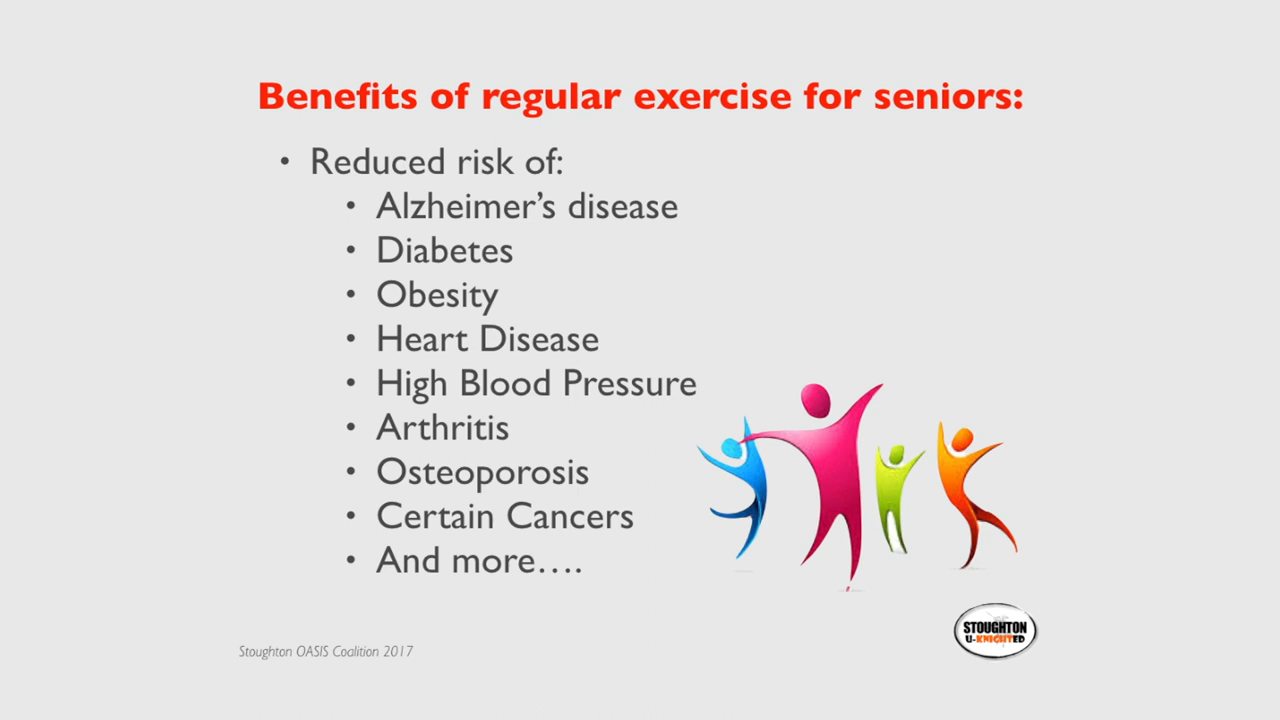 Benefits of regular exercise for seniors:
• Reduced risk of:
• Alzheimer’s disease
• Diabetes
• Obesity
• Heart Disease
• High Blood Pressure
• Arthritis
• Osteoporosis
• Certain Cancers
• And more….
STOUGHTON
U-KNIGHTED
Stoughton OASIS Coalition 2017